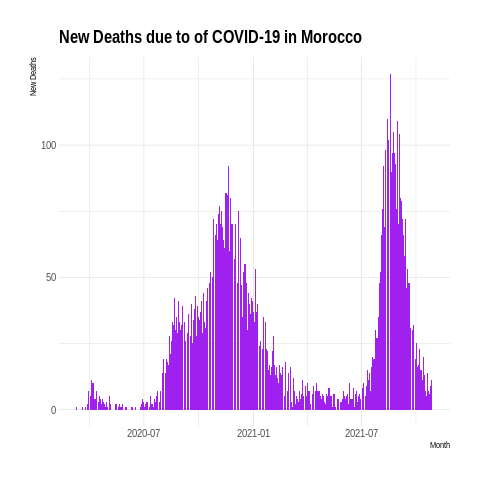 New Deaths due to of COVID-19 in Morocco
New Deaths
100
50
0
2020-07
2021-01
2021-07
Month